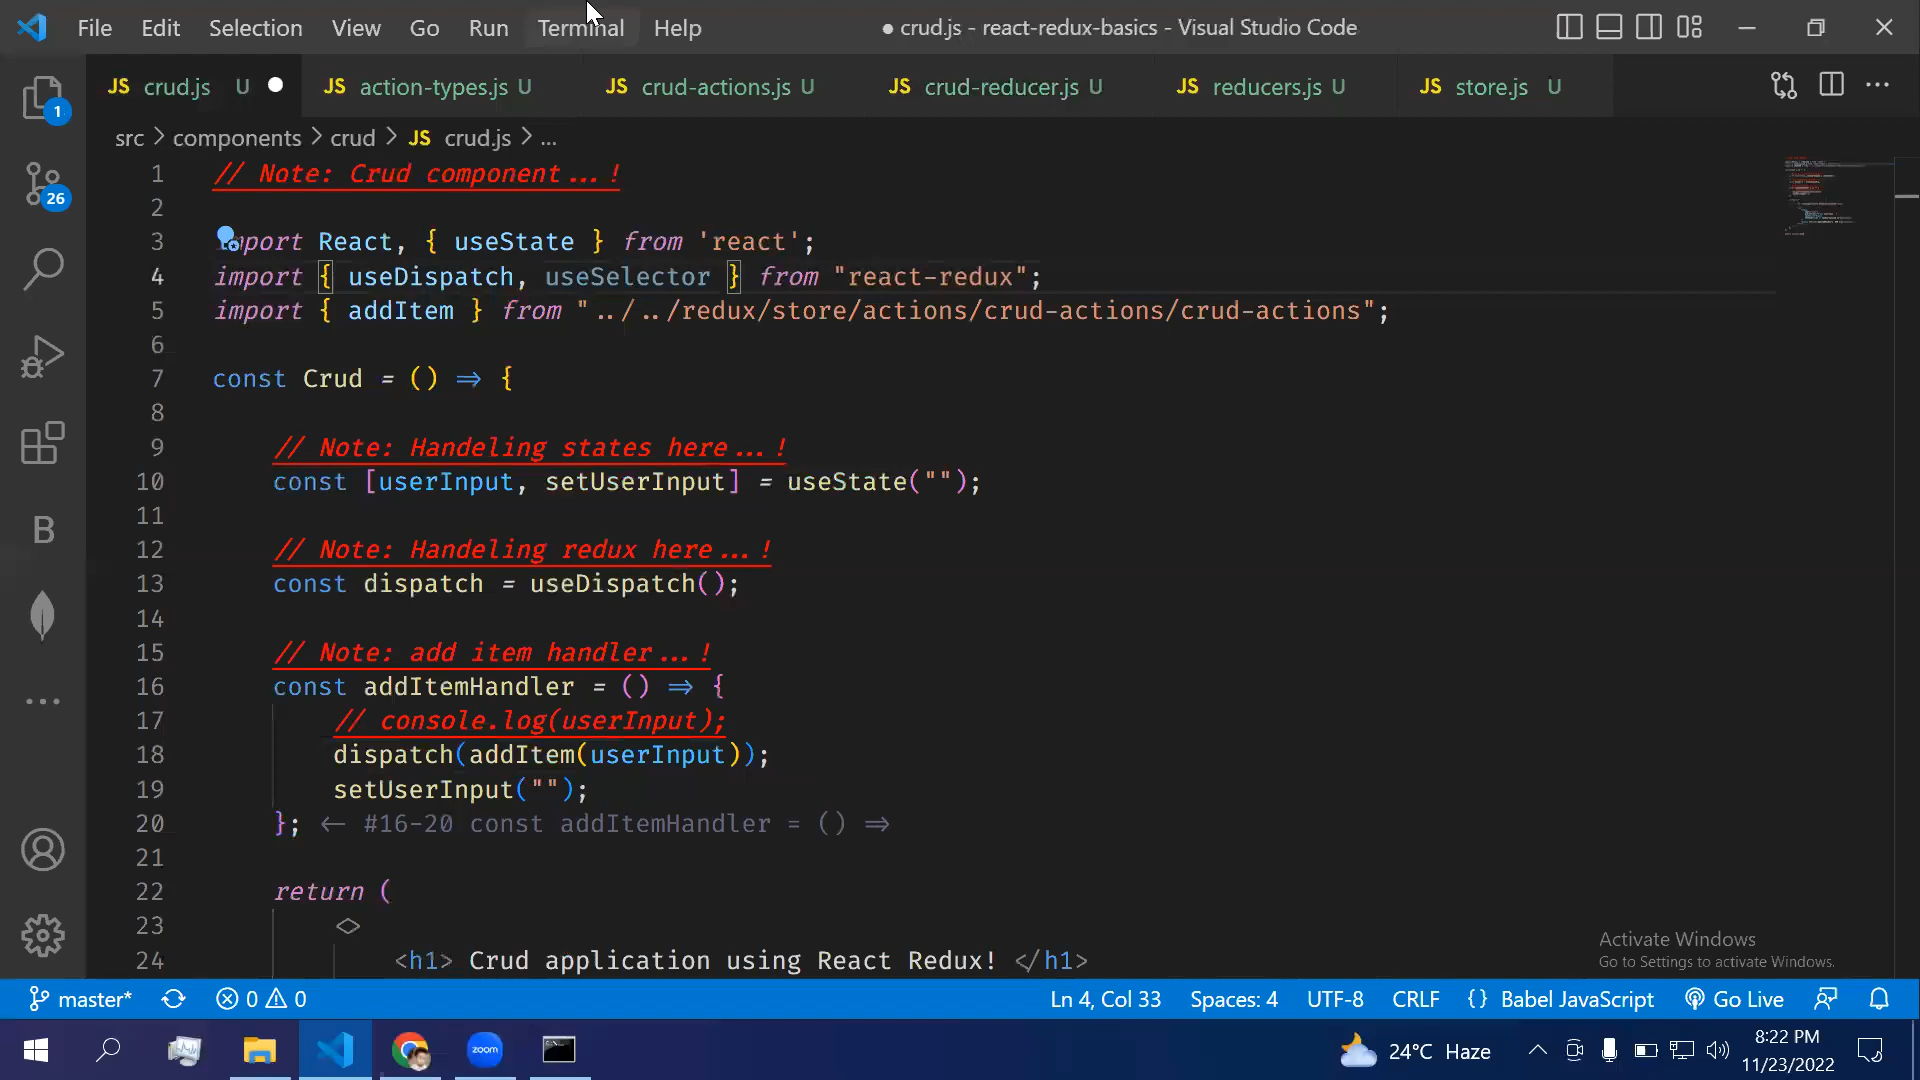 File Edit Selection View Go Run Terminal Help ● crud.js - react-redux-basics - Visual Studio Code
JS crud.js U ● JS action-types.js U JS crud-actions.js U JS crud-reducer.js U JS reducers.js U JS store.js U ...
src > components > crud > JS crud.js > ...
1 // Note: Crud component...!
2
3 import React, { useState } from 'react';
4 import { useDispatch, useSelector } from "react-redux";
5 import { addItem } from "../../redux/store/actions/crud-actions/crud-actions";
6
7 const Crud = () => {
8
9 // Note: Handeling states here...!
10 const [userInput, setUserInput] = useState("");
11
12 // Note: Handeling redux here...!
13 const dispatch = useDispatch();
14
15 // Note: add item handler...!
16 const addItemHandler = () => {
17 // console.log(userInput);
18 dispatch(addItem(userInput));
19 setUserInput("");
20 }; <- #16-20 const addItemHandler = () =>
21
22 return (
23 <>
24 <h1> Crud application using React Redux! </h1>
1
26
B
Activate Windows
Go to Settings to activate Windows.
master* 0 0 Ln 4, Col 33 Spaces: 4 UTF-8 CRLF {} Babel JavaScript Go Live
zoom 24°C Haze 8:22 PM
11/23/2022